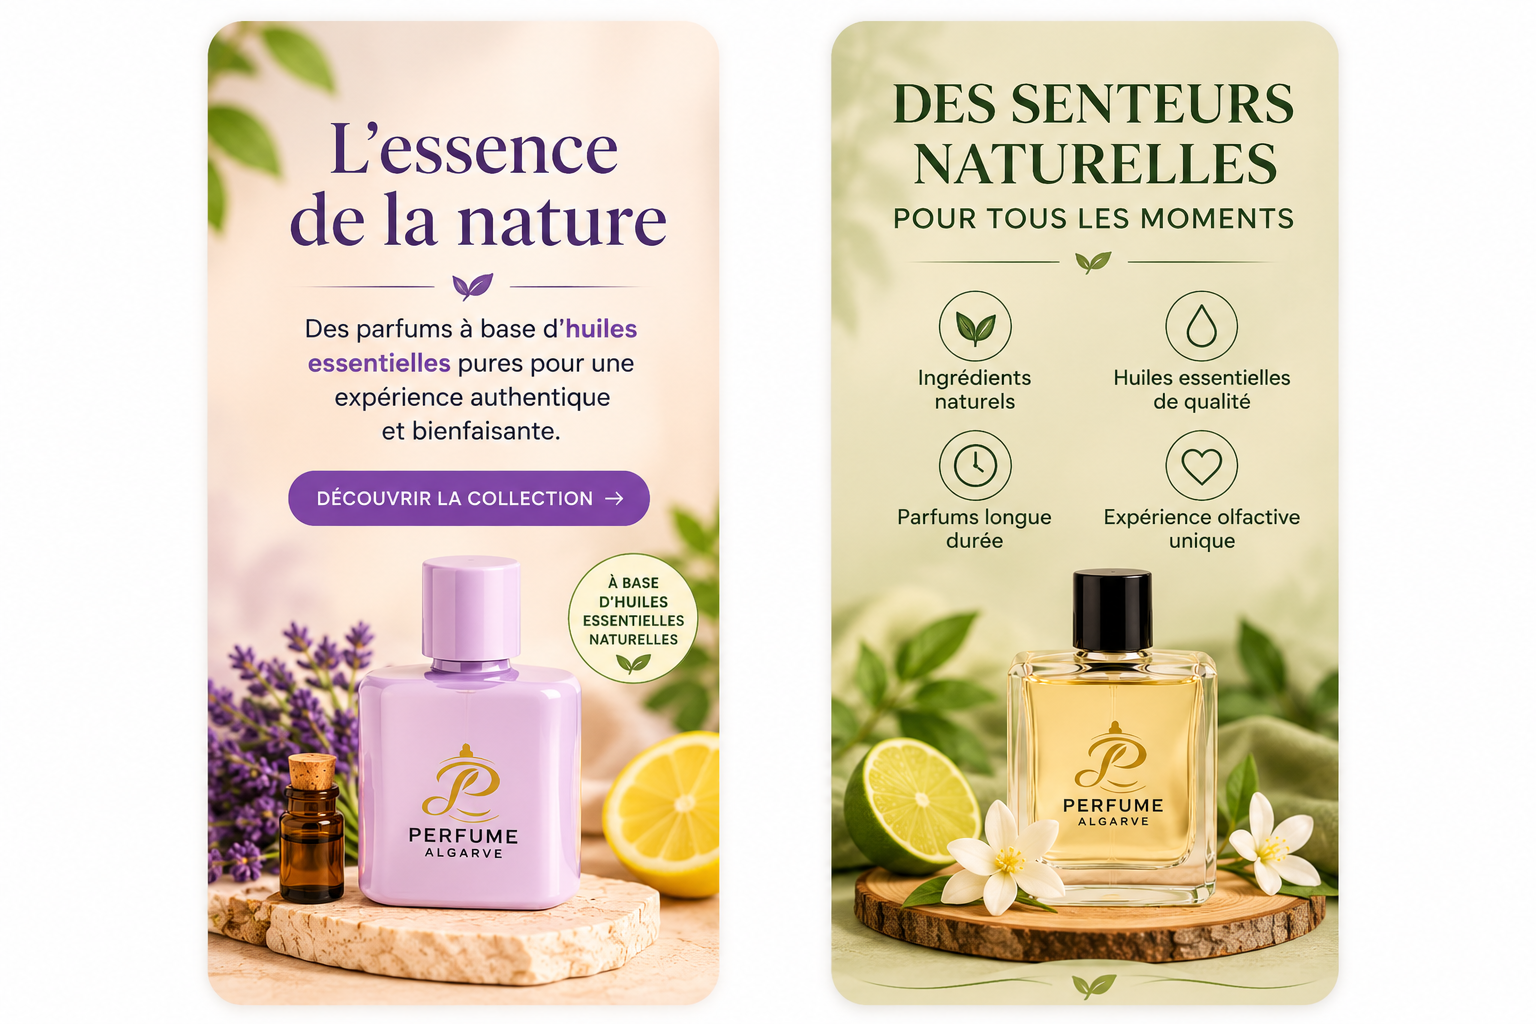 L’essence
de la nature
Des parfums à base d’huiles
essentielles pures pour une
expérience authentique
et bienfaisante.
DÉCOUVRIR LA COLLECTION →
À BASE
D’HUILES
ESSENTIELLES
NATURELLES
PERFUME
ALGARVE
DES SENTEURS
NATURELLES
POUR TOUS LES MOMENTS
Ingrédients
naturels
Huiles essentielles
de qualité
Parfums longue
durée
Expérience olfactive
unique
PERFUME
ALGARVE